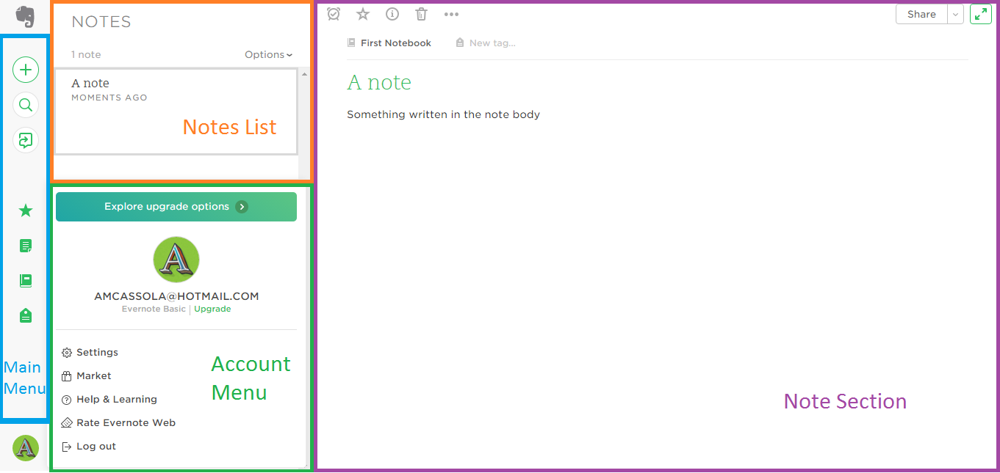 NOTES
1 note
Options
A note
MOMENTS AGO
Notes List
Explore upgrade options
A
AMCASSOLA@HOTMAIL.COM
Evernote Basic | Upgrade
Settings
Market
Help & Learning
Rate Evernote Web
Log out
Account
Menu
Main
Menu
A
Share
First Notebook
New tag...
A note
Something written in the note body
Note Section